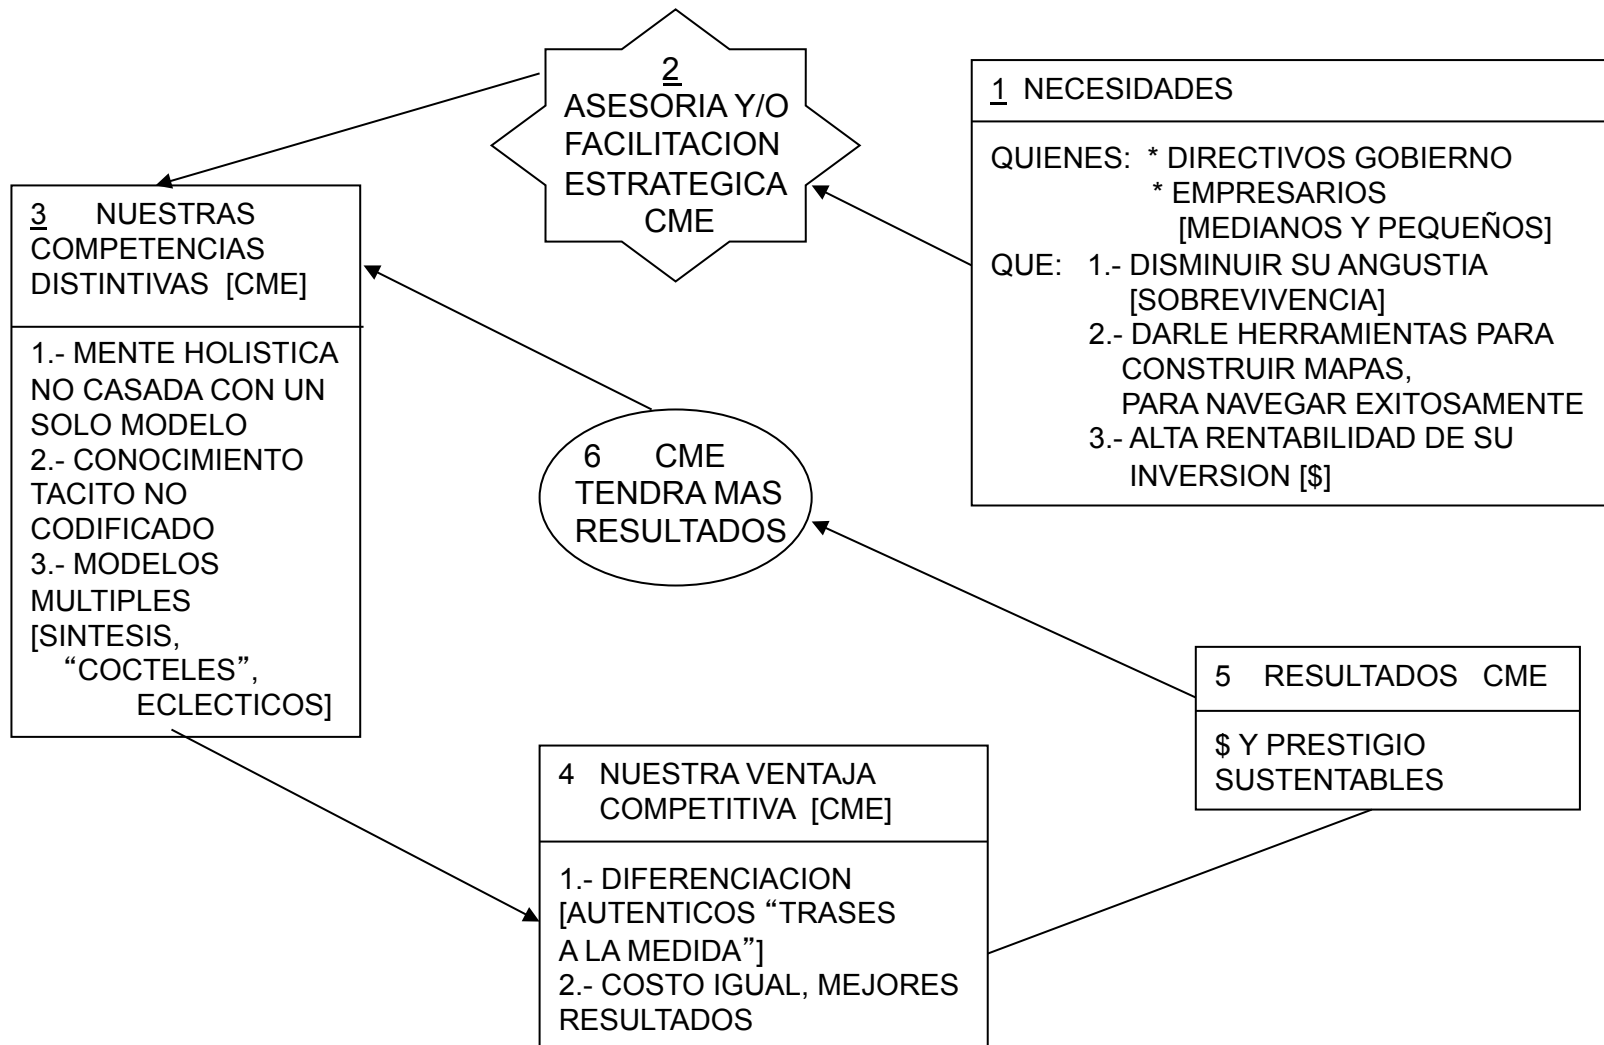 1 NECESIDADES
QUIENES: * DIRECTIVOS GOBIERNO
* EMPRESARIOS
[MEDIANOS Y PEQUEÑOS]
QUE: 1.- DISMINUIR SU ANGUSTIA
[SOBREVIVENCIA]
2.- DARLE HERRAMIENTAS PARA
CONSTRUIR MAPAS,
PARA NAVEGAR EXITOSAMENTE
3.- ALTA RENTABILIDAD DE SU
INVERSION [$]
2
ASESORIA Y/O
FACILITACION
ESTRATEGICA
CME
3 NUESTRAS
COMPETENCIAS
DISTINTIVAS [CME]
1.- MENTE HOLISTICA
NO CASADA CON UN
SOLO MODELO
2.- CONOCIMIENTO
TACITO NO
CODIFICADO
3.- MODELOS
MULTIPLES
[SINTESIS,
“COCTELES”,
ECLECTICOS]
4 NUESTRA VENTAJA
COMPETITIVA [CME]
1.- DIFERENCIACION
[AUTENTICOS “TRASES
A LA MEDIDA”]
2.- COSTO IGUAL, MEJORES
RESULTADOS
5 RESULTADOS CME
$ Y PRESTIGIO
SUSTENTABLES
6 CME
TENDRA MAS
RESULTADOS